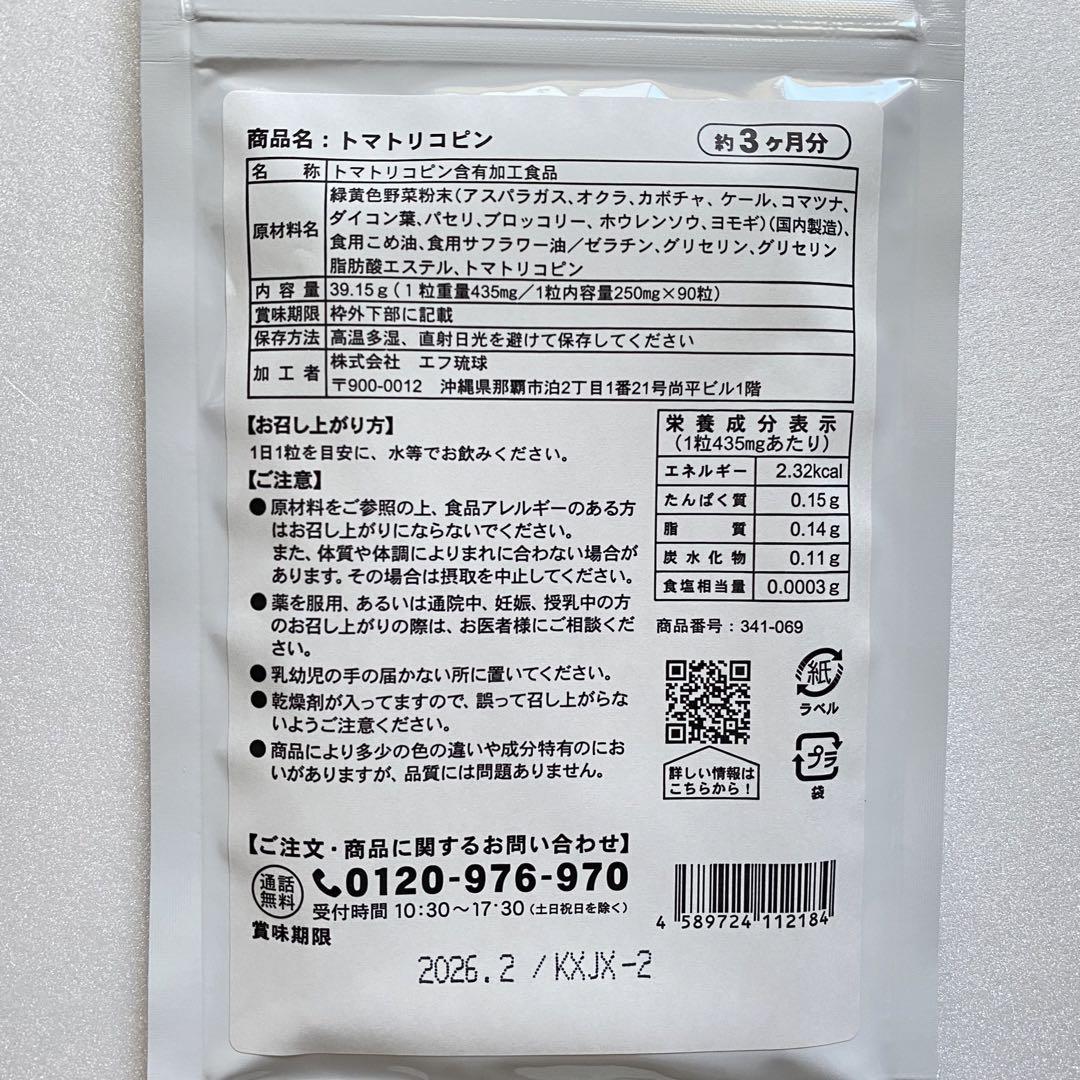 商品名：トマトリコピン
約3ヶ月分
名称 トマトリコピン含有加工食品
原材料名 緑黄色野菜粉末（アスパラガス、オクラ、カボチャ、ケール、コマツナ、
ダイコン葉、パセリ、ブロッコリー、ホウレンソウ、ヨモギ）（国内製造）、
食用こめ油、食用サフラワー油／ゼラチン、グリセリン、グリセリン
脂肪酸エステル、トマトリコピン
内容量 39.15g（1粒重量435mg／1粒内容量250mg×90粒）
賞味期限 枠外下部に記載
保存方法 高温多湿、直射日光を避けて保存してください
加工者 株式会社　エフ琉球
〒900-0012　沖縄県那覇市泊2丁目1番21号尚平ビル1階
【お召し上がり方】
1日1粒を目安に、水等でお飲みください。
【ご注意】
●原材料をご参照の上、食品アレルギーのある方
はお召し上がりにならないでください。
また、体質や体調によりまれに合わない場合が
あります。その場合は摂取を中止してください。
●薬を服用、あるいは通院中、妊娠、授乳中の方
のお召し上がりの際は、お医者様にご相談くだ
さい。
●乳幼児の手の届かない所に置いてください。
●乾燥剤が入ってますので、誤って召し上がらな
いようご注意ください。
●商品により多少の色の違いや成分特有のにお
いがありますが、品質には問題ありません。
栄養成分表示
（1粒435mgあたり）
エネルギー 2.32kcal
たんぱく質 0.15g
脂質 0.14g
炭水化物 0.11g
食塩相当量 0.0003g
商品番号：341-069
紙
ラベル
プラ
袋
詳しい情報は
こちらから！
【ご注文・商品に関するお問い合わせ】
通話
無料
0120-976-970
受付時間 10:30～17:30（土日祝日を除く）
4 589724 112184
賞味期限
2026.2 /KXJX-2